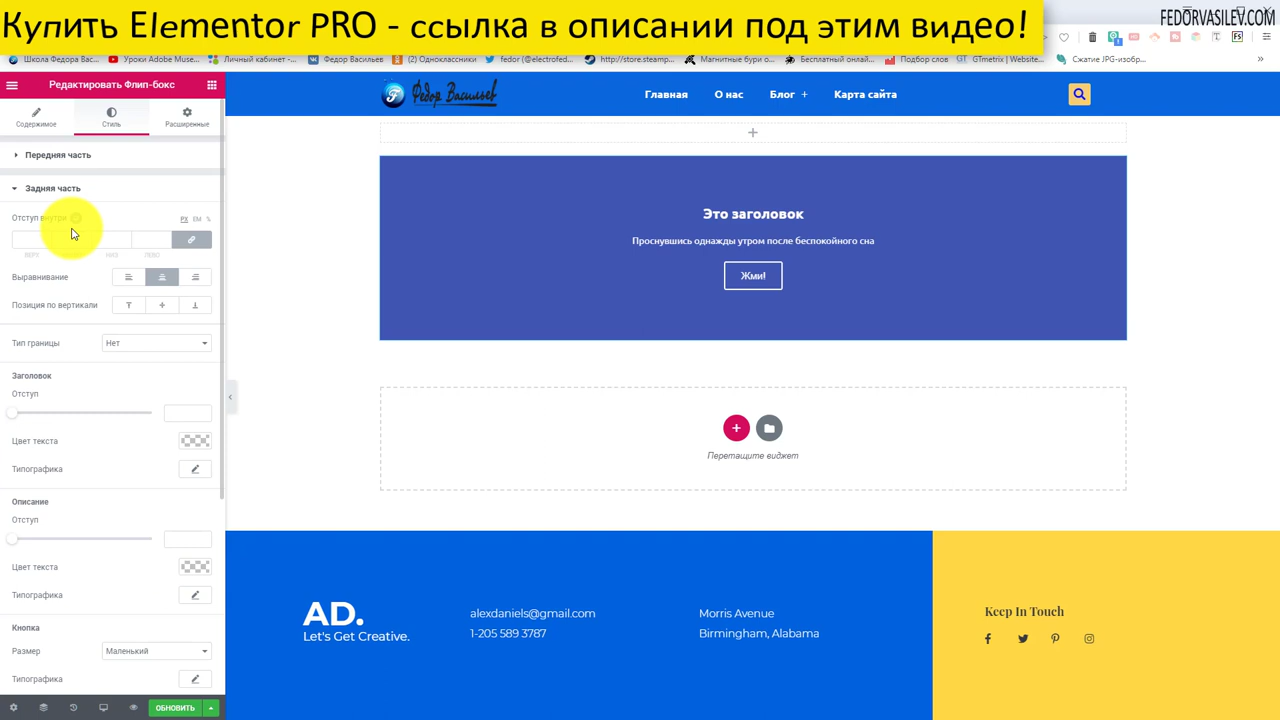 Купить Elementor PRO - ссылка в описании под этим видео!
FEDORVASILEV.COM
Школа Федора Вас...
Уроки Adobe Muse...
Личный кабинет -...
Федор Васильев
(2) Одноклассники
fedor (@electrofed...
http://store.steamp...
Магнитные бури о...
Бесплатный онлай...
Подбор слов
GTmetrix | Website...
Сжатие JPG-изобр...
Редактировать Флип-бокс
Содержимое
Стиль
Расширенные
Федор Васильев
Главная
О нас
Блог +
Карта сайта
Передняя часть
Задняя часть
Отступ внутри
PX EM %
ВЕРХ
НИЗ
ЛЕВО
Выравнивание
Позиция по вертикали
Тип границы
Нет
Заголовок
Отступ
Цвет текста
Типографика
Описание
Отступ
Цвет текста
Типографика
Кнопка
Размер
Маленький
Типографика
ОБНОВИТЬ
Это заголовок
Проснувшись однажды утром после беспокойного сна
Жми!
Перетащите виджет
AD.
Let's Get Creative.
alexdaniels@gmail.com
1-205 589 3787
Morris Avenue
Birmingham, Alabama
Keep In Touch